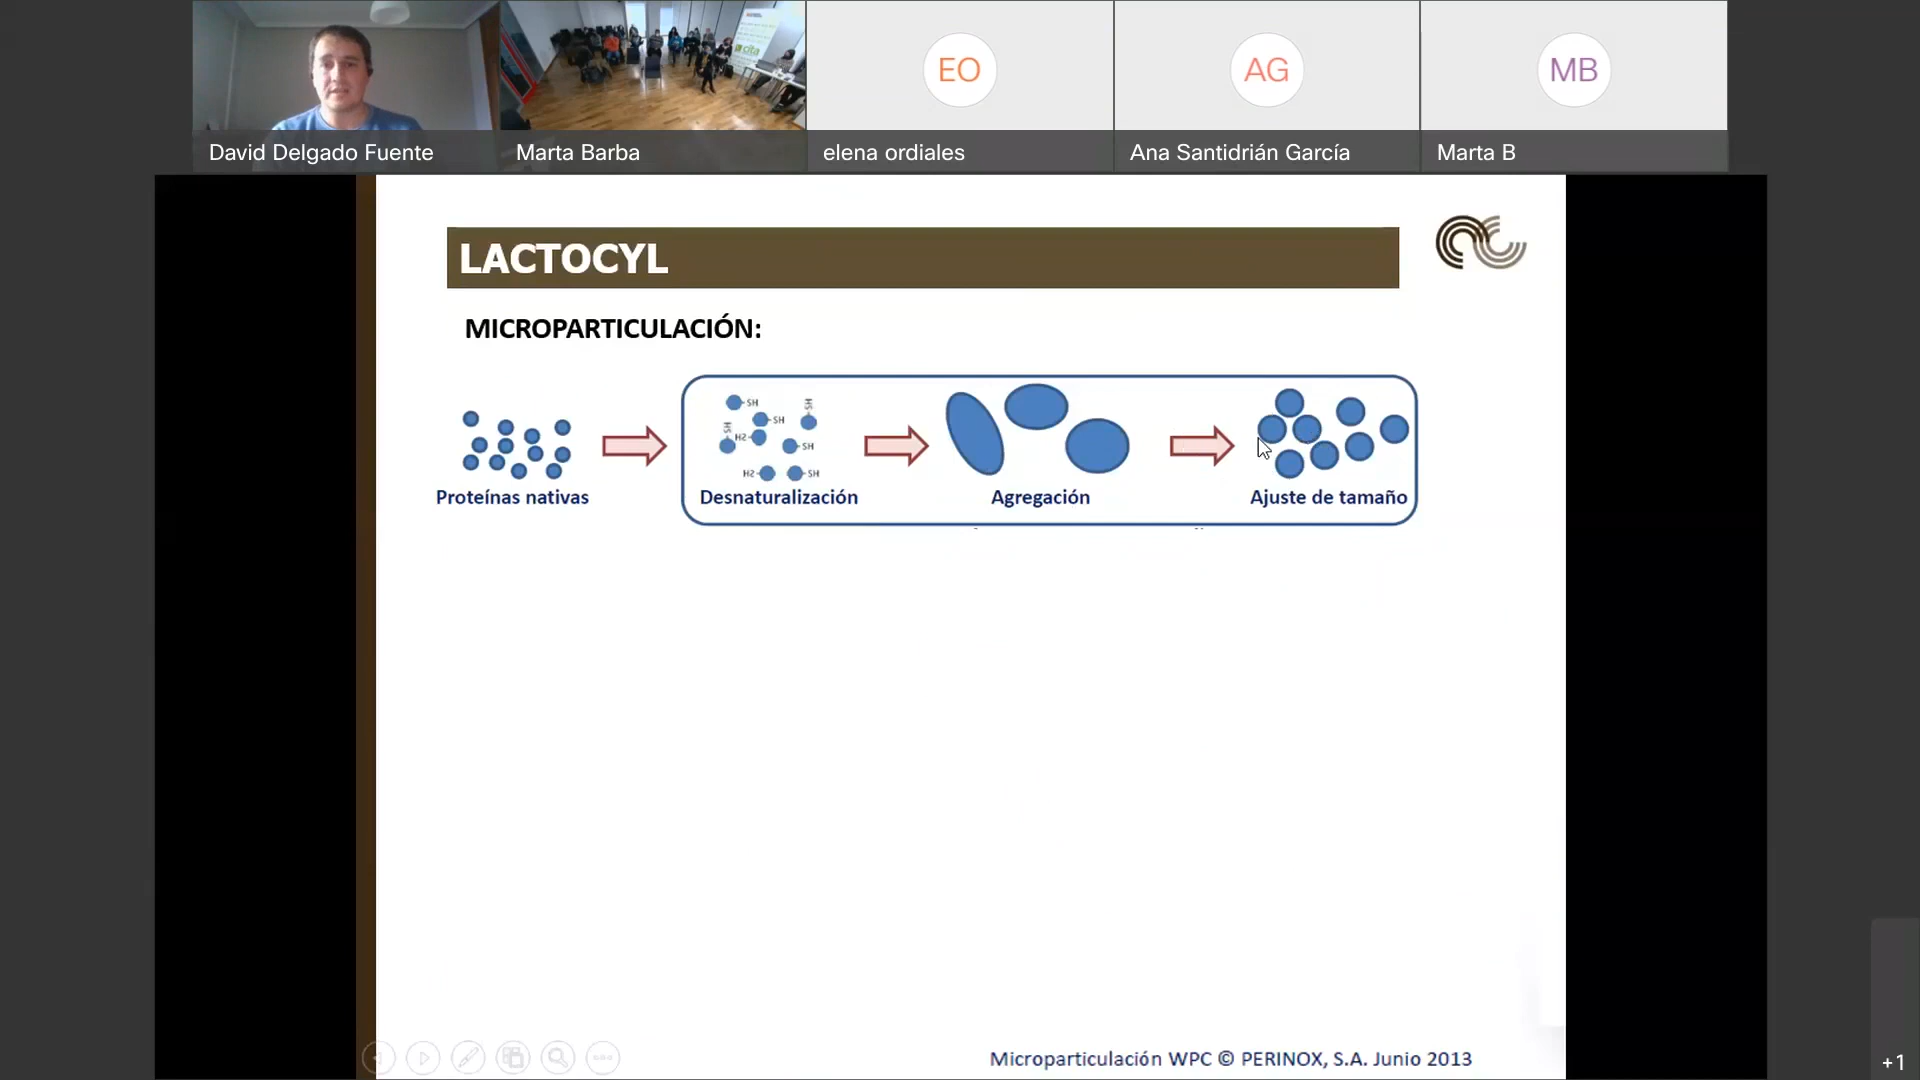 EO
AG
MB
David Delgado Fuente
Marta Barba
elena ordiales
Ana Santidrián García
Marta B
cita
LACTOCYL
MICROPARTICULACIÓN:
SH
SH
SH
SH
H2
SH
H2
SH
Proteínas nativas
Desnaturalización
Agregación
Ajuste de tamaño
Microparticulación WPC © PERINOX, S.A. Junio 2013
+1